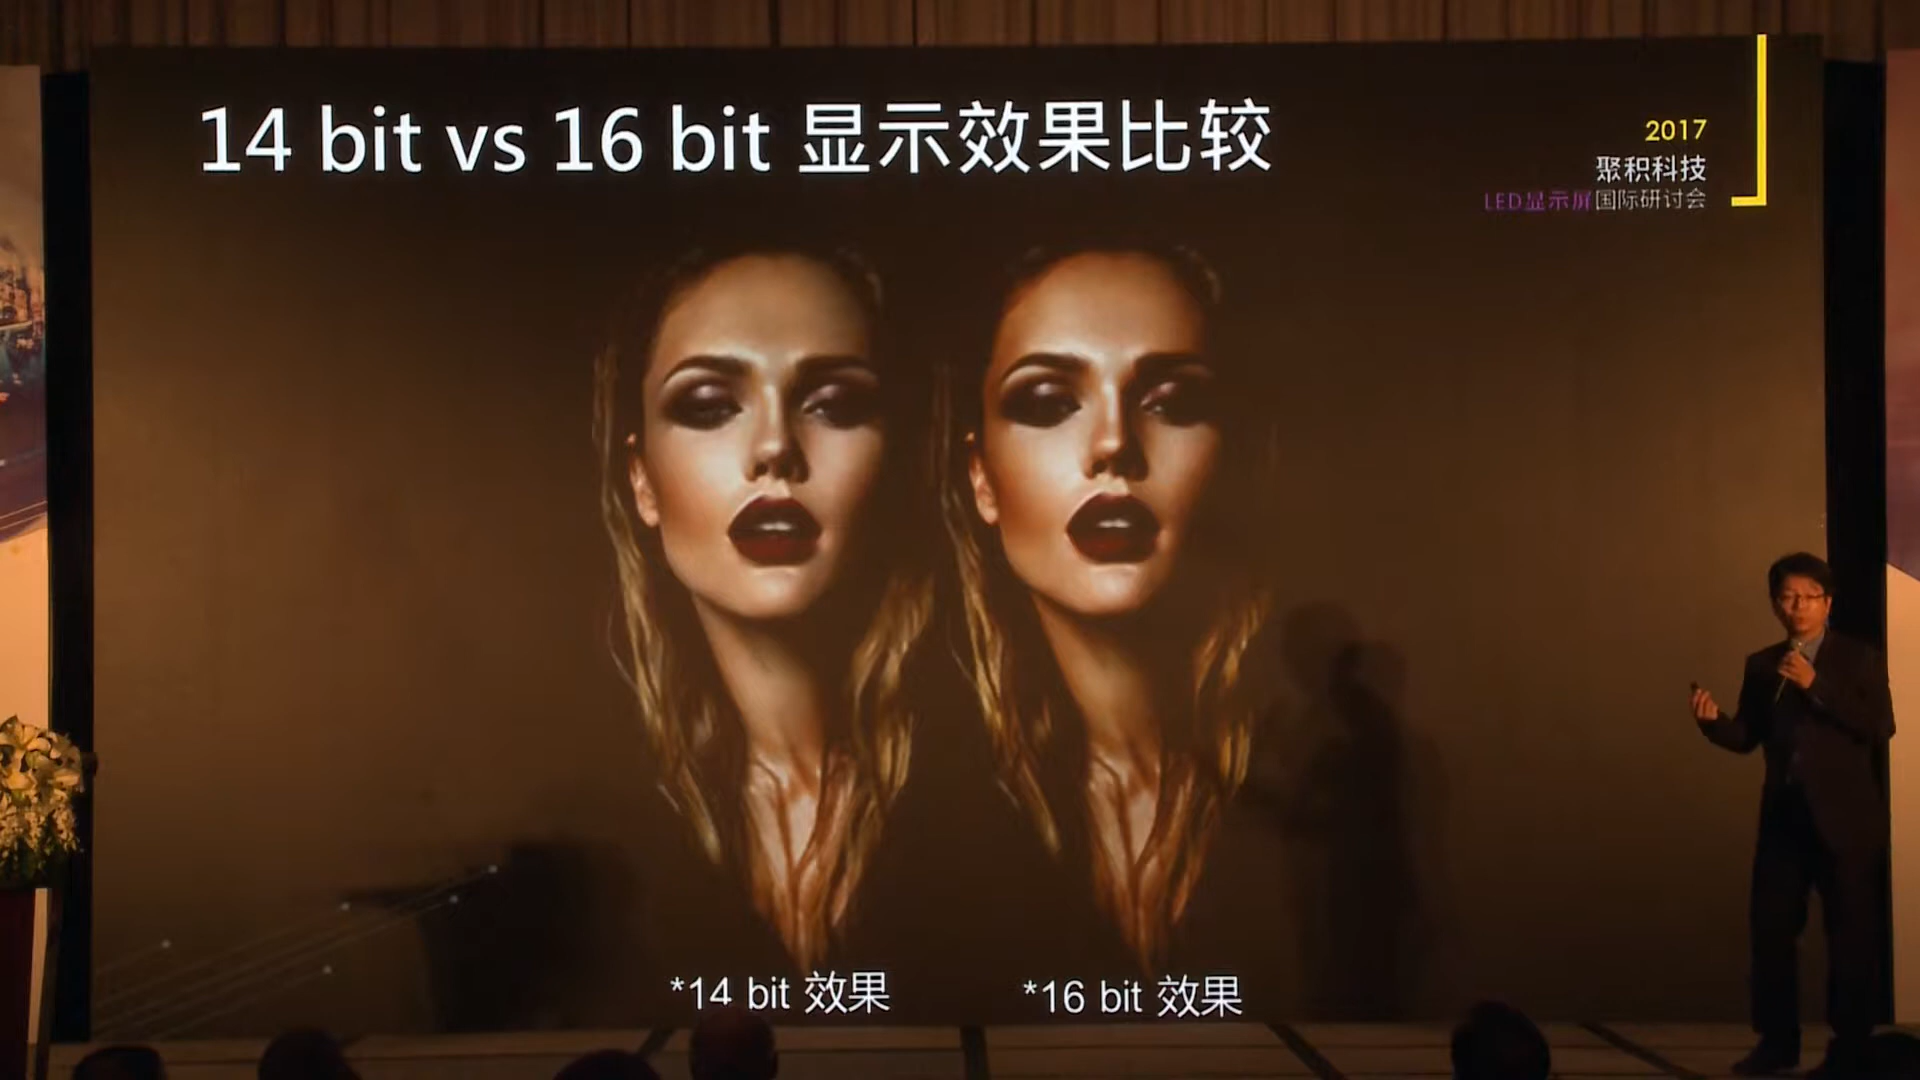 14 bit vs 16 bit 显示效果比较
2017
聚积科技
LED显示屏国际研讨会
*14 bit 效果
*16 bit 效果